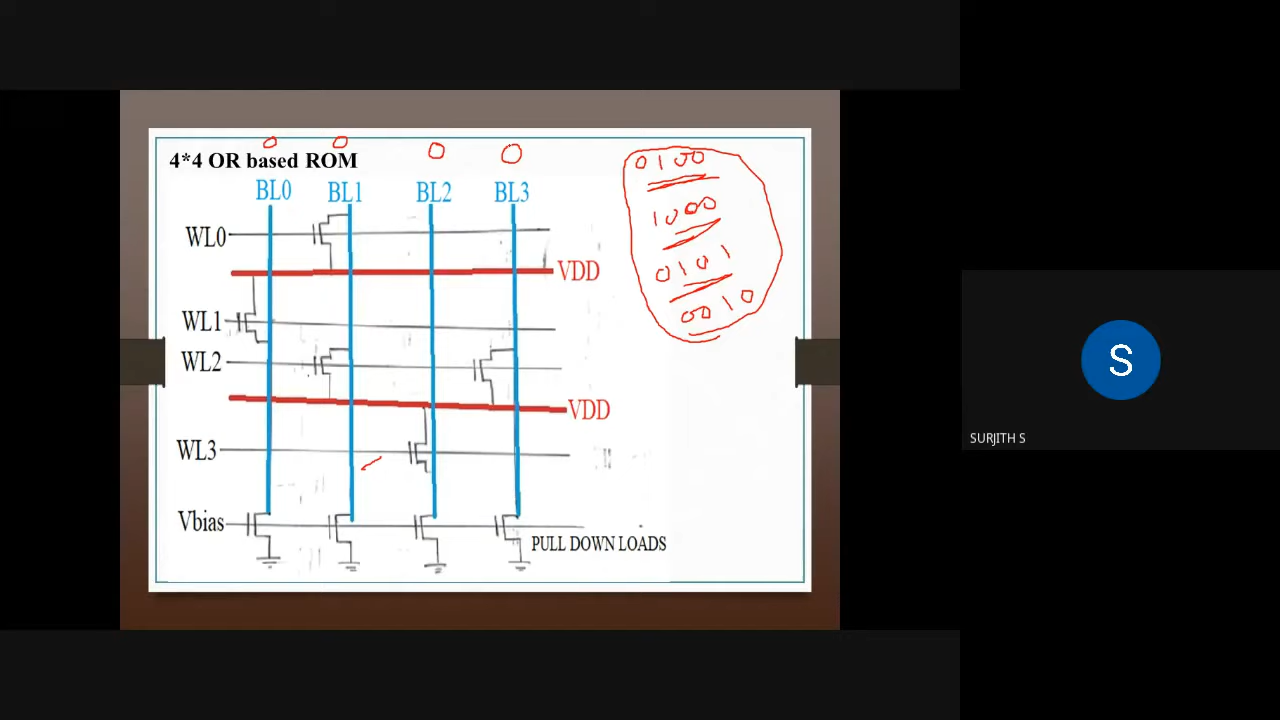 0 0 0 0
4*4 OR based ROM
0100
BL0 BL1 BL2 BL3
1000
WL0
0101
VDD
0010
WL1
WL2
S
VDD
SURJITH S
WL3
Vbias
PULL DOWN LOADS